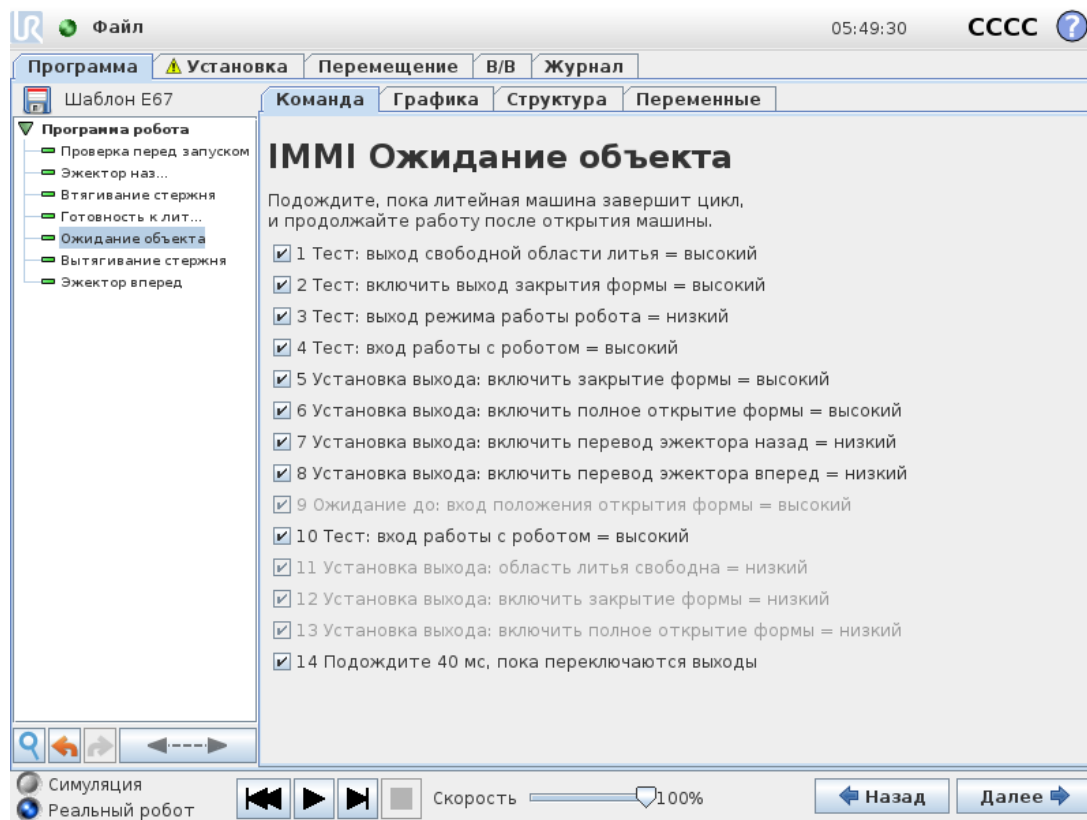 UR Файл 05:49:30 CCCC ?
Программа Установка Перемещение В/В Журнал
Шаблон E67
Команда Графика Структура Переменные
Программа робота
Проверка перед запуском
Эжектор наз...
Втягивание стержня
Готовность к лит...
Ожидание объекта
Вытягивание стержня
Эжектор вперед
IMMI Ожидание объекта
Подождите, пока литейная машина завершит цикл,
и продолжайте работу после открытия машины.
1 Тест: выход свободной области литья = высокий
2 Тест: включить выход закрытия формы = высокий
3 Тест: выход режима работы робота = низкий
4 Тест: вход работы с роботом = высокий
5 Установка выхода: включить закрытие формы = высокий
6 Установка выхода: включить полное открытие формы = высокий
7 Установка выхода: включить перевод эжектора назад = низкий
8 Установка выхода: включить перевод эжектора вперед = низкий
9 Ожидание до: вход положения открытия формы = высокий
10 Тест: вход работы с роботом = высокий
11 Установка выхода: область литья свободна = низкий
12 Установка выхода: включить закрытие формы = низкий
13 Установка выхода: включить полное открытие формы = низкий
14 Подождите 40 мс, пока переключаются выходы
Симуляция
Реальный робот
Скорость 100%
Назад Далее